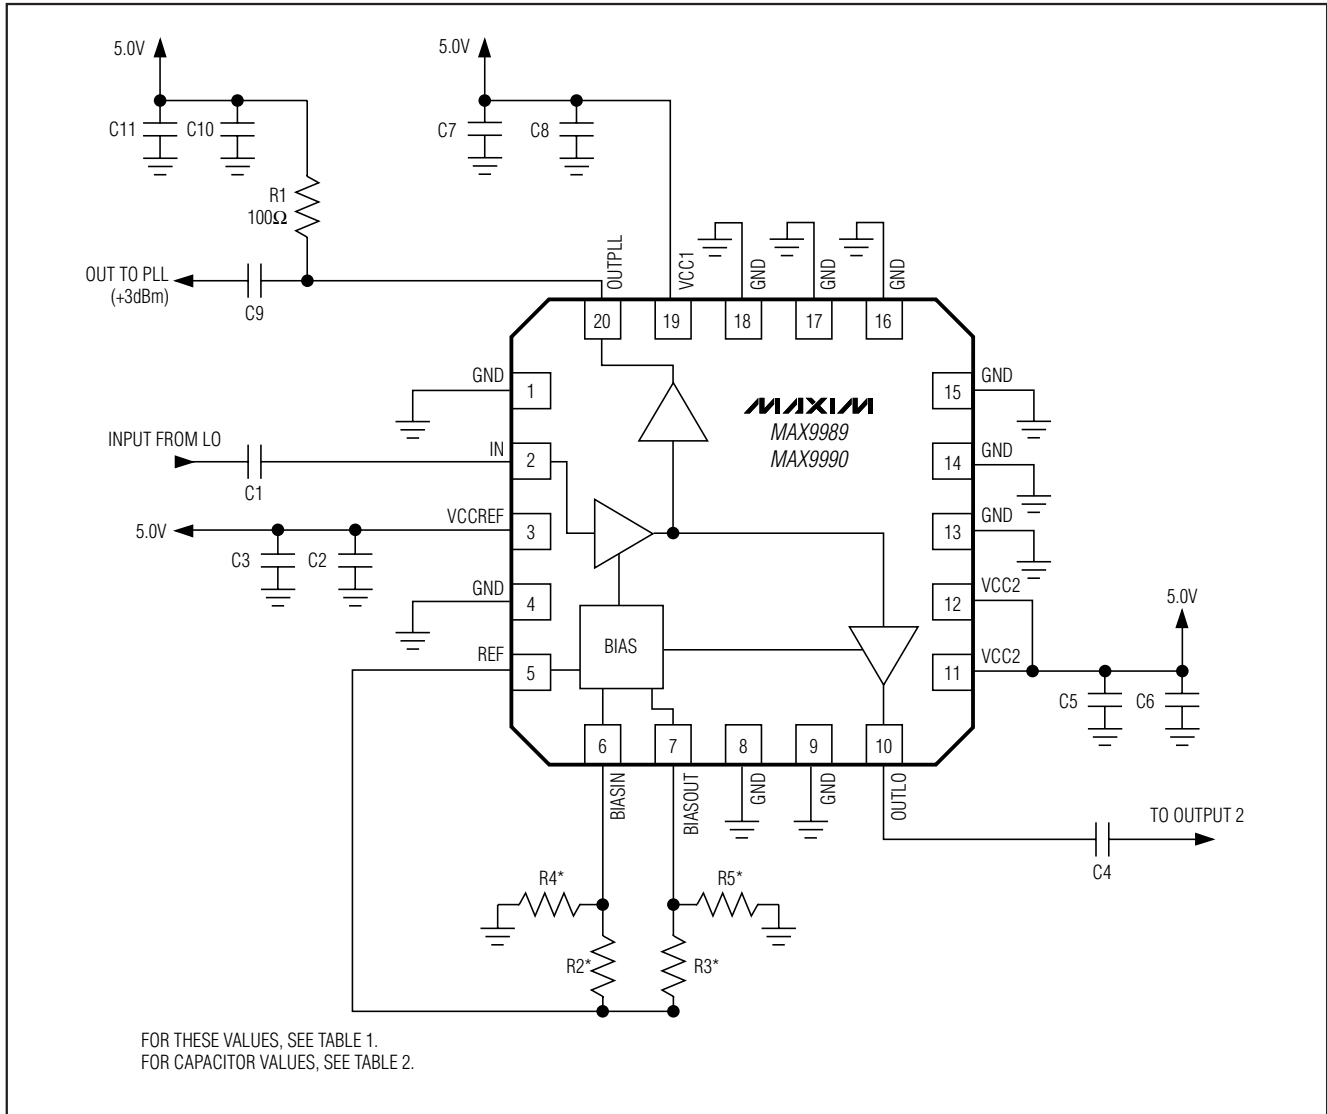 5.0V
5.0V
C11
C10
C7
C8
R1
100Ω
OUT TO PLL
(+3dBm)
C9
OUTPLL
VCC1
GND
GND
GND
20
19
18
17
16
GND
1
15
GND
MAXIM
MAX9989
MAX9990
INPUT FROM LO
C1
IN
2
14
GND
5.0V
VCCREF
3
13
GND
C3
C2
GND
4
12
VCC2
5.0V
REF
5
BIAS
11
VCC2
C5
C6
6
7
8
9
10
BIASIN
BIASOUT
GND
GND
OUTLO
TO OUTPUT 2
C4
R4*
R5*
R2*
R3*
FOR THESE VALUES, SEE TABLE 1.
FOR CAPACITOR VALUES, SEE TABLE 2.